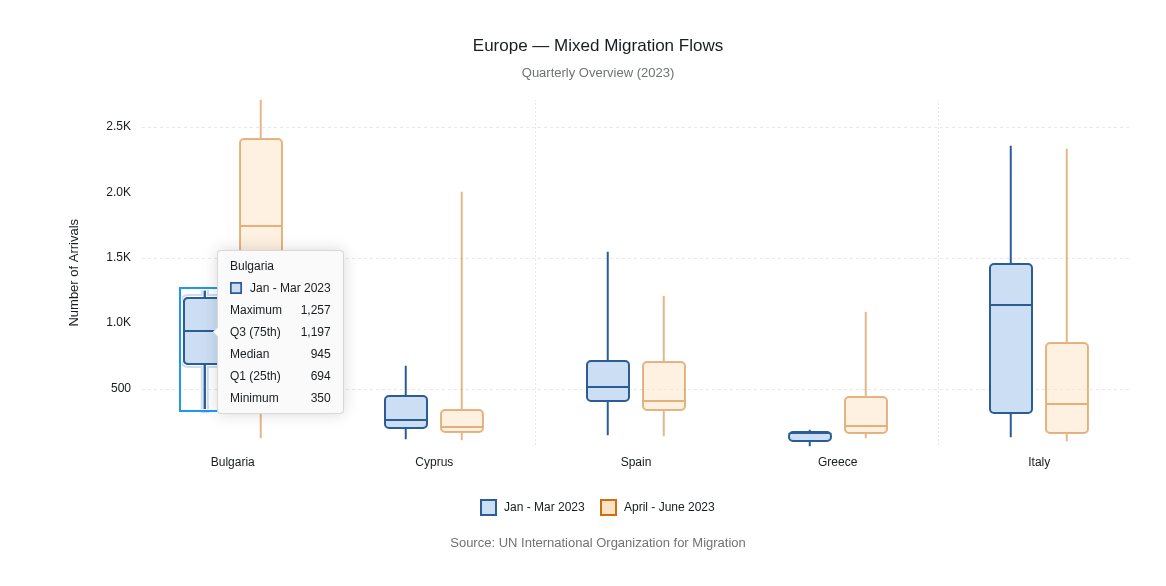 Europe — Mixed Migration Flows
Quarterly Overview (2023)
Number of Arrivals
2.5K
2.0K
1.5K
1.0K
500
Bulgaria
Jan - Mar 2023
Maximum 1,257
Q3 (75th) 1,197
Median 945
Q1 (25th) 694
Minimum 350
Bulgaria Cyprus Spain Greece Italy
Jan - Mar 2023 April - June 2023
Source: UN International Organization for Migration